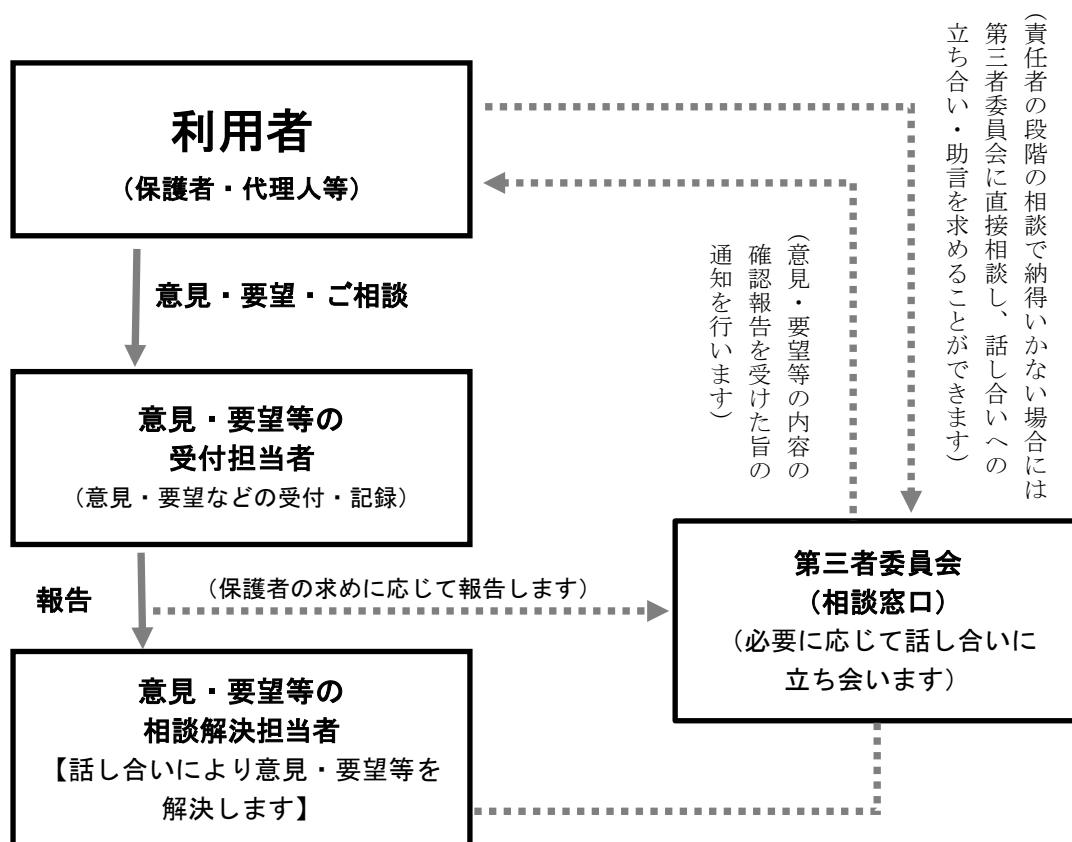 利用者
（保護者・代理人等）
意見・要望・ご相談
意見・要望等の
受付担当者
（意見・要望などの受付・記録）
報告
（保護者の求めに応じて報告します）
意見・要望等の
相談解決担当者
【話し合いにより意見・要望等を
解決します】
（責任者の段階の相談で納得いかない場合には
第三者委員会に直接相談し、話し合いへの
立ち合い・助言を求めることができます）
（意見・要望等の内容の
確認報告を受けた旨の
通知を行います）
第三者委員会
（相談窓口）
（必要に応じて話し合いに
立ち会います）